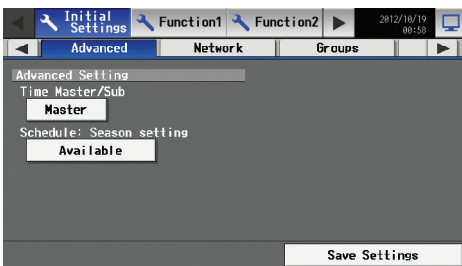 Initial Settings Function1 Function2 2012/10/19 00:58
Advanced Network Groups
Advanced Setting
Time Master/Sub
Master
Schedule: Season setting
Available
Save Settings